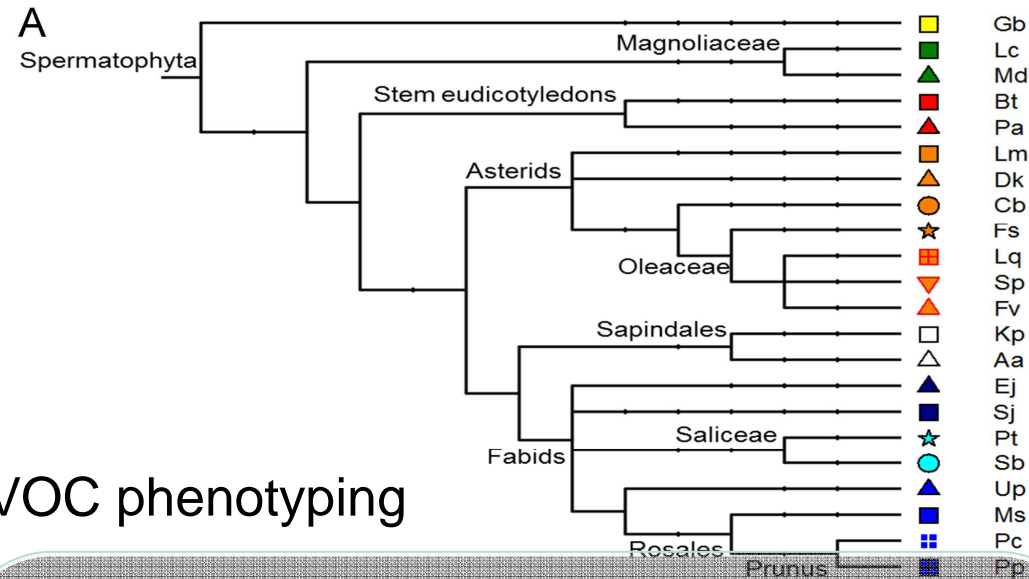 A
Gb
Spermatophyta
Magnoliaceae
Lc
Md
Stem eudicotyledons
Bt
Pa
Lm
Asterids
Dk
Cb
Fs
Oleaceae
Lq
Sp
Fv
Sapindales
Kp
Aa
Ej
Sj
Saliceae
Pt
Fabids
Sb
VOC phenotyping
Up
Ms
Rosales
Pc
Prunus
Pp